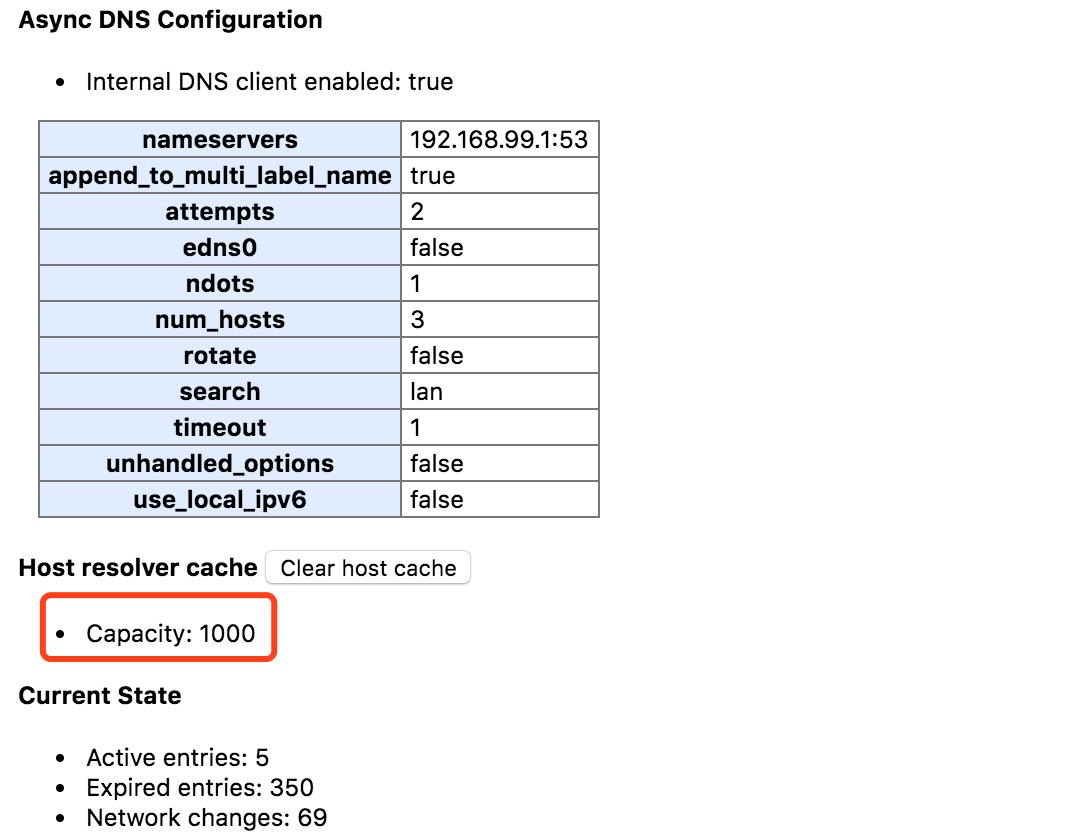 Async DNS Configuration
• Internal DNS client enabled: true
nameservers 192.168.99.1:53
append_to_multi_label_name true
attempts 2
edns0 false
ndots 1
num_hosts 3
rotate false
search lan
timeout 1
unhandled_options false
use_local_ipv6 false
Host resolver cache Clear host cache
• Capacity: 1000
Current State
• Active entries: 5
• Expired entries: 350
• Network changes: 69